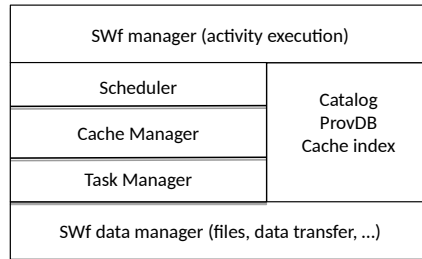 SWf manager (activity execution)
Scheduler
Cache Manager
Task Manager
Catalog
ProvDB
Cache index
SWf data manager (files, data transfer, ...)